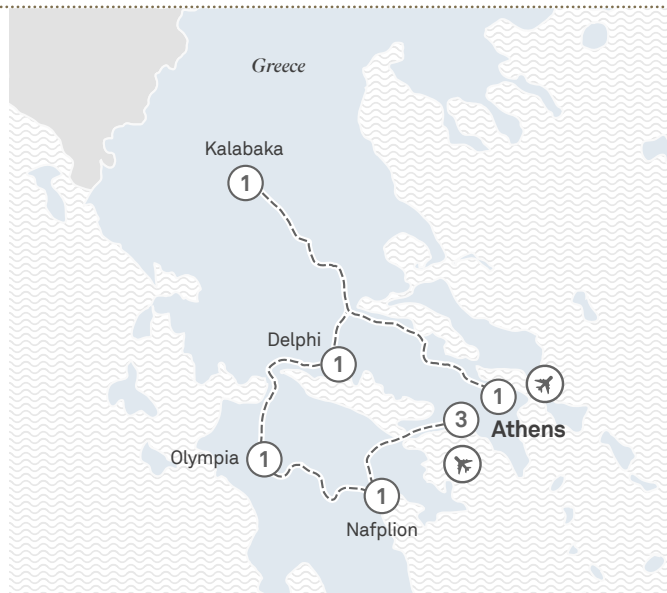 Greece
Kalabaka
1
Delphi
1
1
3
Athens
Olympia
1
1
Nafplion